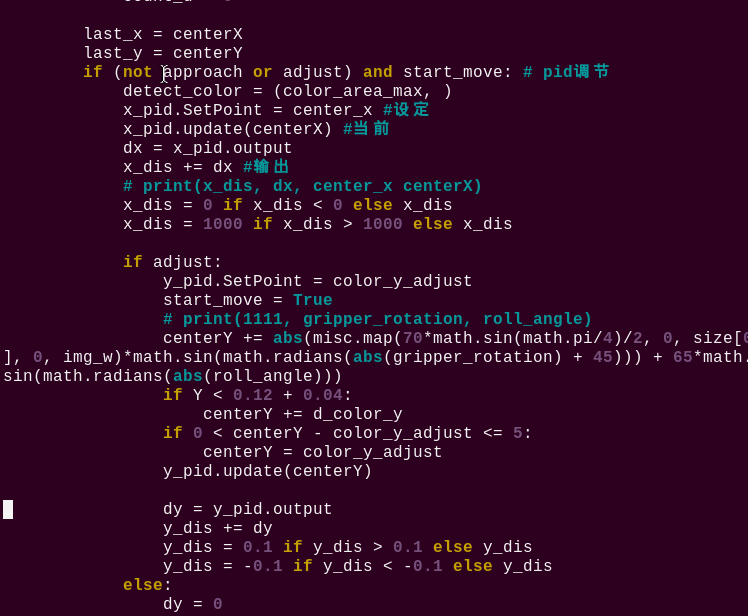 last_x = centerX
last_y = centerY
if (not approach or adjust) and start_move: # pid调节
detect_color = (color_area_max, )
x_pid.SetPoint = center_x #设定
x_pid.update(centerX) #当前
dx = x_pid.output
x_dis += dx #输出
# print(x_dis, dx, center_x centerX)
x_dis = 0 if x_dis < 0 else x_dis
x_dis = 1000 if x_dis > 1000 else x_dis
if adjust:
y_pid.SetPoint = color_y_adjust
start_move = True
# print(1111, gripper_rotation, roll_angle)
centerY += abs(misc.map(70*math.sin(math.pi/4)/2, 0, size[0
], 0, img_w)*math.sin(math.radians(abs(gripper_rotation) + 45))) + 65*math.
sin(math.radians(abs(roll_angle)))
if Y < 0.12 + 0.04:
centerY += d_color_y
if 0 < centerY - color_y_adjust <= 5:
centerY = color_y_adjust
y_pid.update(centerY)
dy = y_pid.output
y_dis += dy
y_dis = 0.1 if y_dis > 0.1 else y_dis
y_dis = -0.1 if y_dis < -0.1 else y_dis
else:
dy = 0